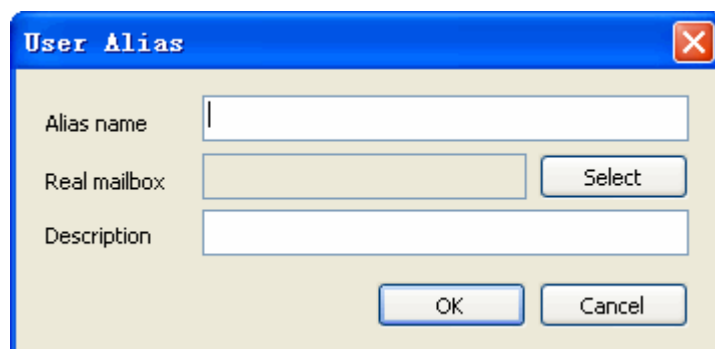 User Alias
Alias name
Real mailbox Select
Description
OK Cancel